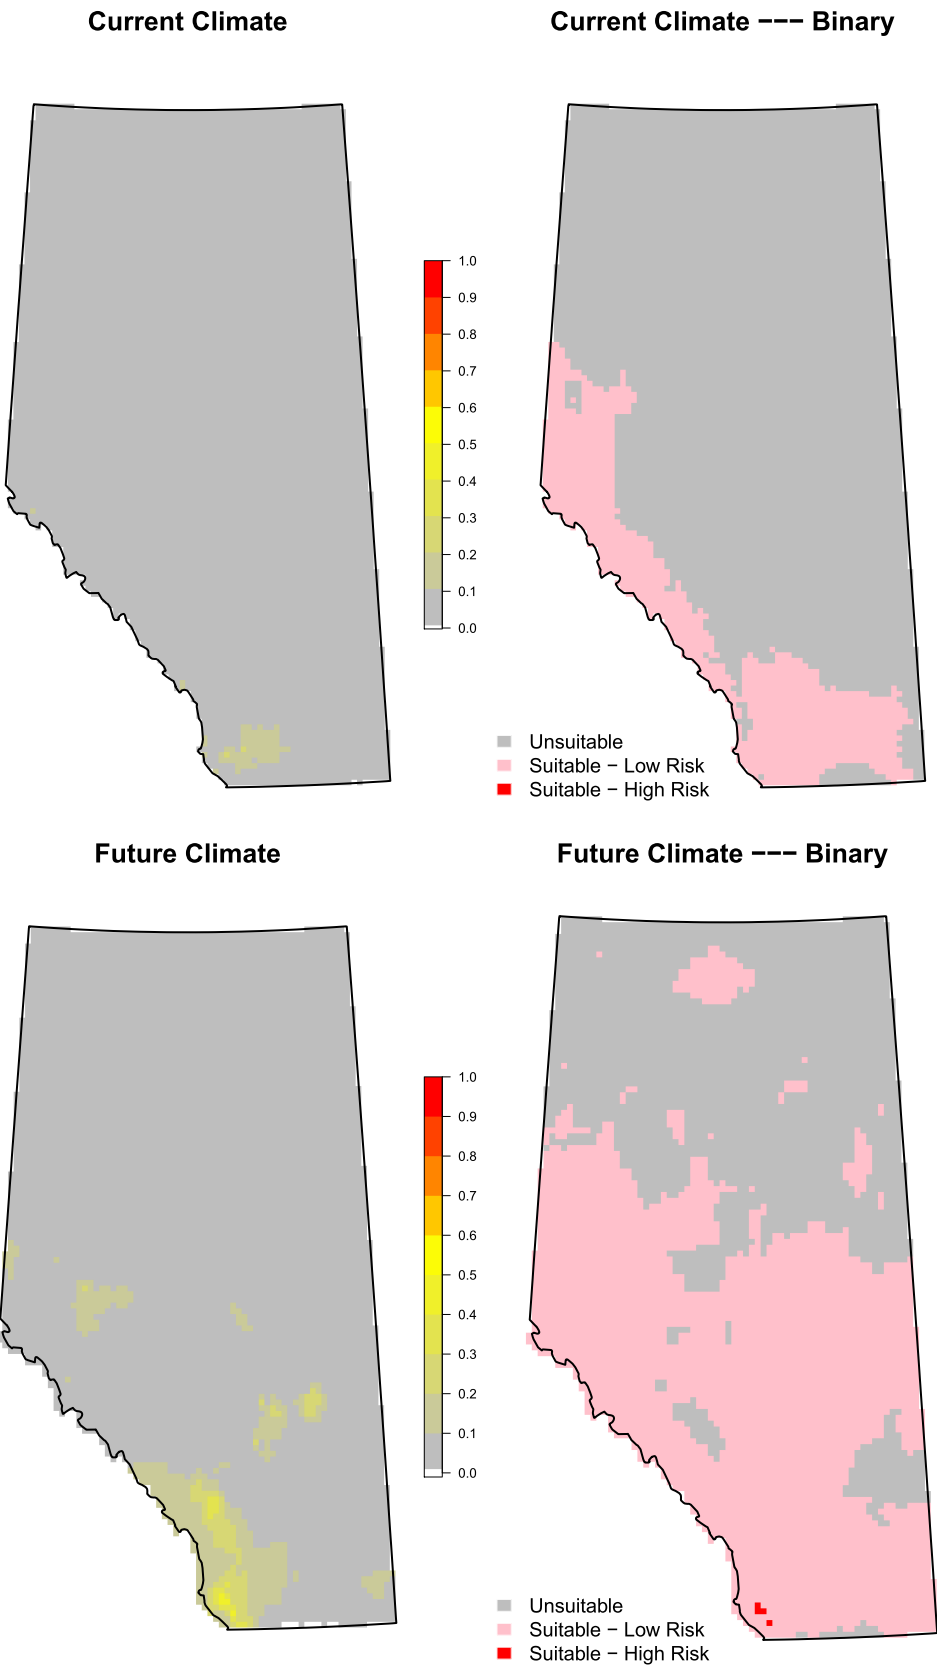 Current Climate
Current Climate −−− Binary
1.0
0.9
0.8
0.7
0.6
0.5
0.4
0.3
0.2
0.1
0.0
Unsuitable
Suitable − Low Risk
Suitable − High Risk
Future Climate
Future Climate −−− Binary
1.0
0.9
0.8
0.7
0.6
0.5
0.4
0.3
0.2
0.1
0.0
Unsuitable
Suitable − Low Risk
Suitable − High Risk